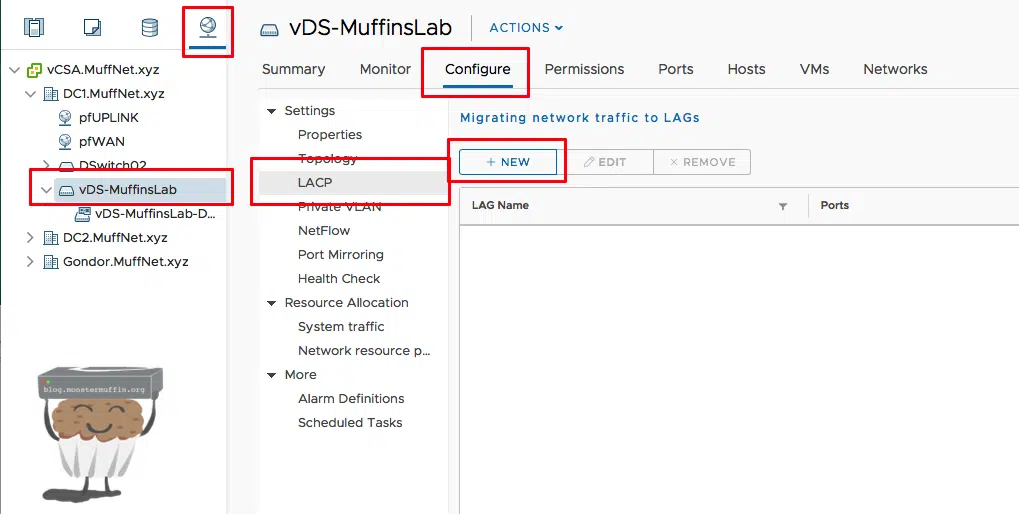 vDS-MuffinsLab
ACTIONS
Summary Monitor Configure Permissions Ports Hosts VMs Networks
vCSA.MuffNet.xyz
DC1.MuffNet.xyz
pfUPLINK
pfWAN
DSwitch02
vDS-MuffinsLab
vDS-MuffinsLab-D...
DC2.MuffNet.xyz
Gondor.MuffNet.xyz
blog.moostermuffin.org
Settings
Properties
Topology
LACP
Private VLAN
NetFlow
Port Mirroring
Health Check
Resource Allocation
System traffic
Network resource p...
More
Alarm Definitions
Scheduled Tasks
Migrating network traffic to LAGs
+ NEW EDIT × REMOVE
LAG Name Ports